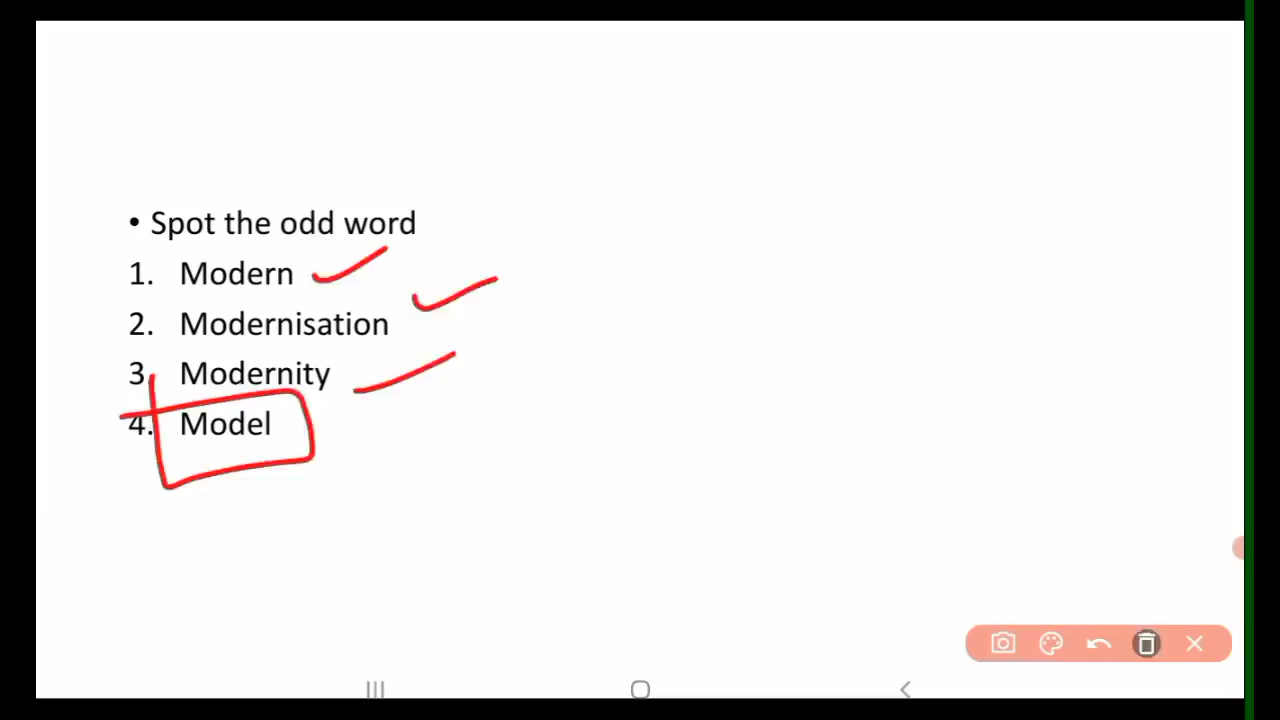 • Spot the odd word
1. Modern
2. Modernisation
3. Modernity
4. Model